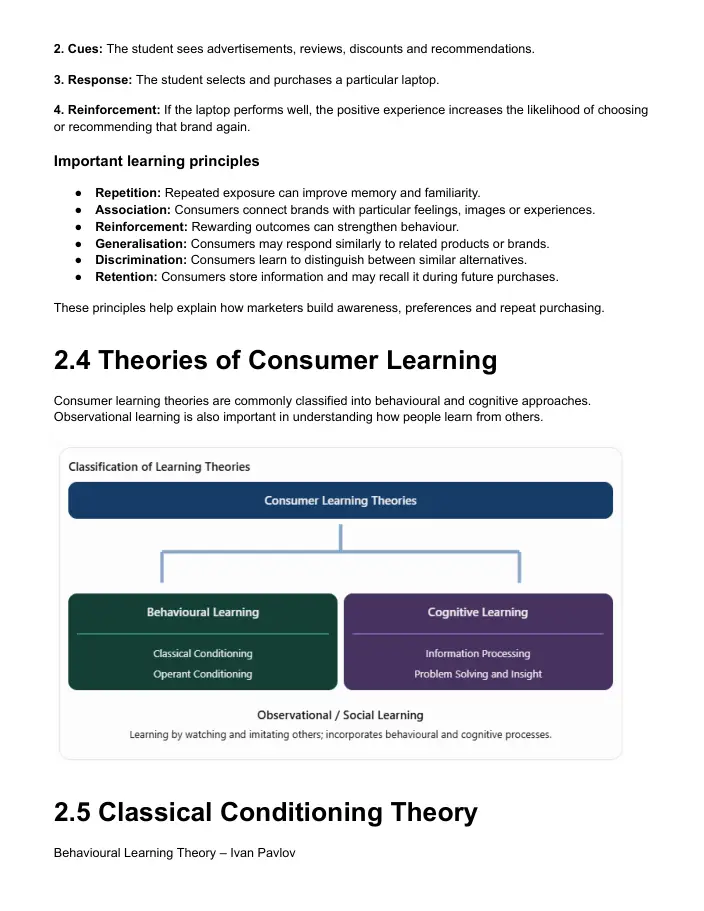 2. Cues: The student sees advertisements, reviews, discounts and recommendations.
3. Response: The student selects and purchases a particular laptop.
4. Reinforcement: If the laptop performs well, the positive experience increases the likelihood of choosing
or recommending that brand again.
Important learning principles
● Repetition: Repeated exposure can improve memory and familiarity.
● Association: Consumers connect brands with particular feelings, images or experiences.
● Reinforcement: Rewarding outcomes can strengthen behaviour.
● Generalisation: Consumers may respond similarly to related products or brands.
● Discrimination: Consumers learn to distinguish between similar alternatives.
● Retention: Consumers store information and may recall it during future purchases.
These principles help explain how marketers build awareness, preferences and repeat purchasing.
2.4 Theories of Consumer Learning
Consumer learning theories are commonly classified into behavioural and cognitive approaches.
Observational learning is also important in understanding how people learn from others.
Classification of Learning Theories
Consumer Learning Theories
Behavioural Learning
Classical Conditioning
Operant Conditioning
Cognitive Learning
Information Processing
Problem Solving and Insight
Observational / Social Learning
Learning by watching and imitating others; incorporates behavioural and cognitive processes.
2.5 Classical Conditioning Theory
Behavioural Learning Theory – Ivan Pavlov